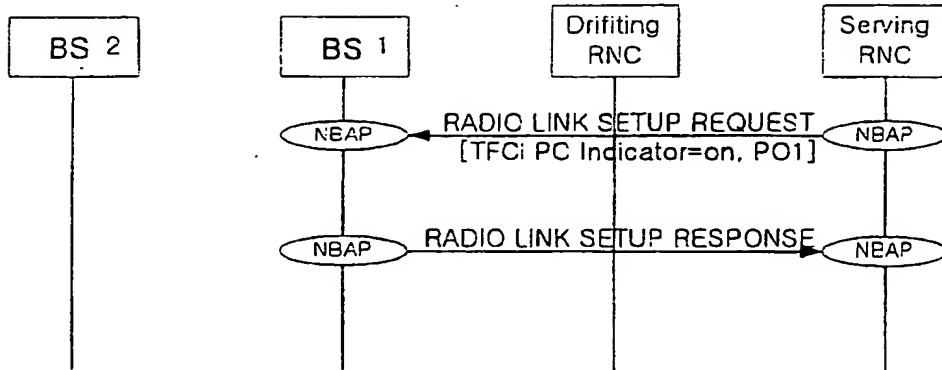 BS 2
BS 1
Drifiting
RNC
Serving
RNC
NBAP
RADIO LINK SETUP REQUEST
[TFCi PC Indicator=on, PO1]
NBAP
NBAP
RADIO LINK SETUP RESPONSE
NBAP